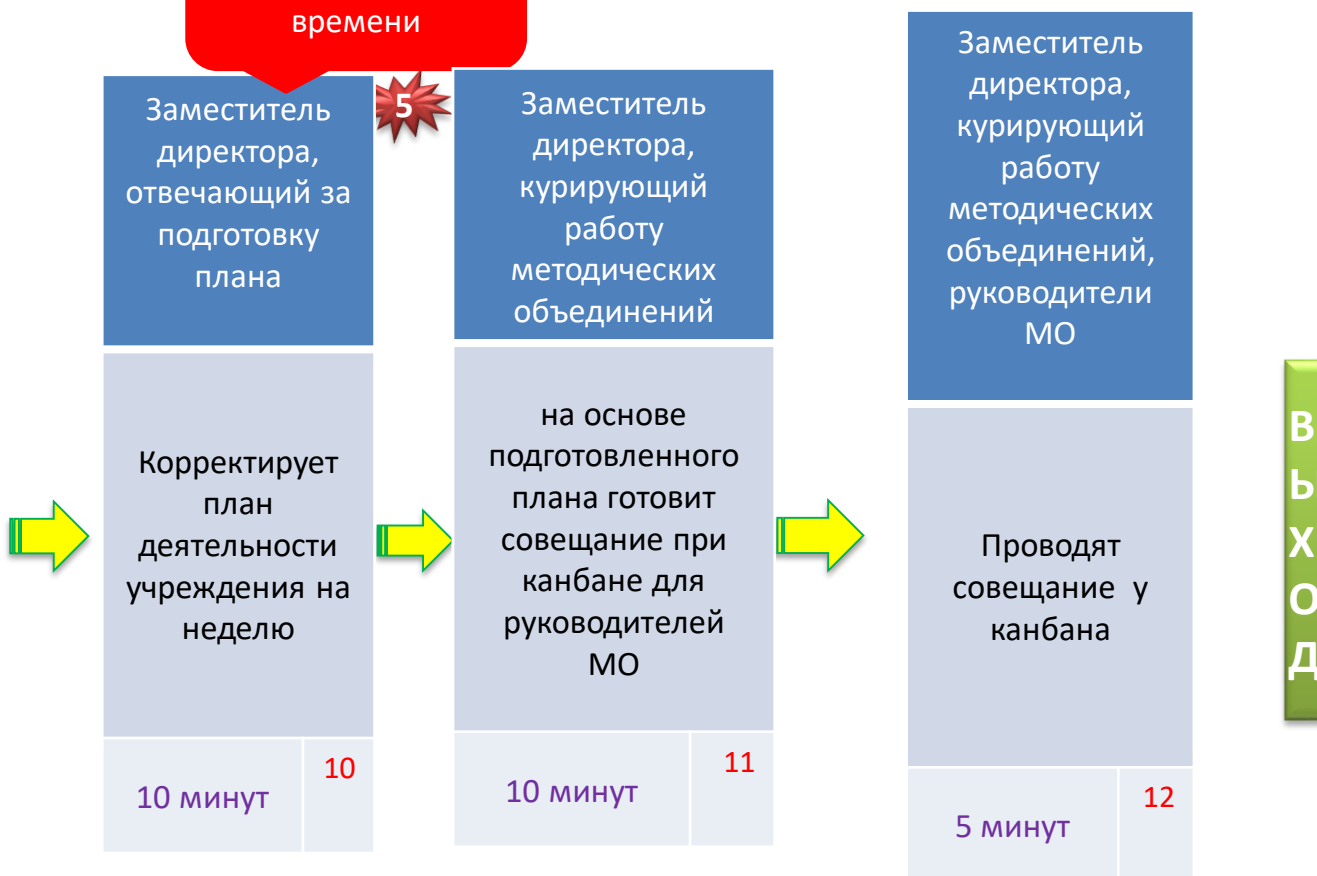 времени
5
Заместитель
директора,
отвечающий за
подготовку
плана
Корректирует
план
деятельности
учреждения на
неделю
10 минут
10
Заместитель
директора,
курирующий
работу
методических
объединений
на основе
подготовленного
плана готовит
совещание при
канбане для
руководителей
МО
10 минут
11
Заместитель
директора,
курирующий
работу
методических
объединений,
руководители
МО
Проводят
совещание у
канбана
5 минут
12
В
Ы
Х
О
Д